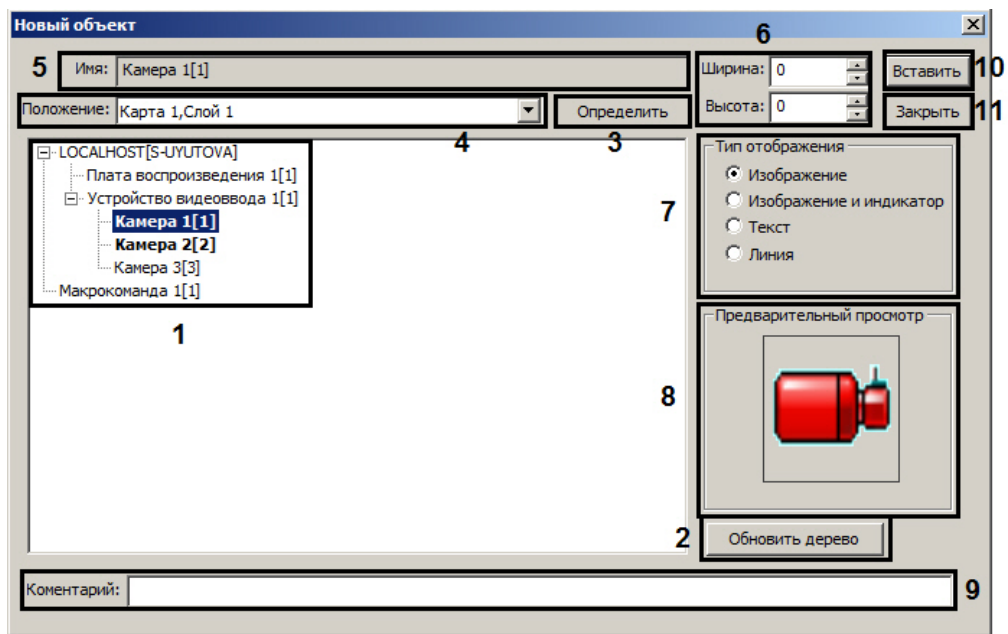 Новый объект
6
5 Имя: Камера 1[1] Ширина: 0 Вставить 10
Положение: Карта 1,Слой 1 Определить Высота: 0 Закрыть 11
4 3
LOCALHOST[S-UYUTOVA]
Плата воспроизведения 1[1]
Устройство видеоввода 1[1]
Камера 1[1]
Камера 2[2]
Камера 3[3]
Макрокоманда 1[1]
1
Тип отображения
Изображение
Изображение и индикатор
Текст
Линия
7
Предварительный просмотр
8
2 Обновить дерево
Коментарий: 9